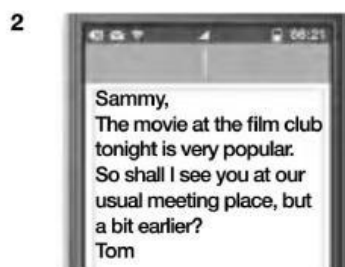 2
06:21
Sammy,
The movie at the film club
tonight is very popular.
So shall I see you at our
usual meeting place, but
a bit earlier?
Tom